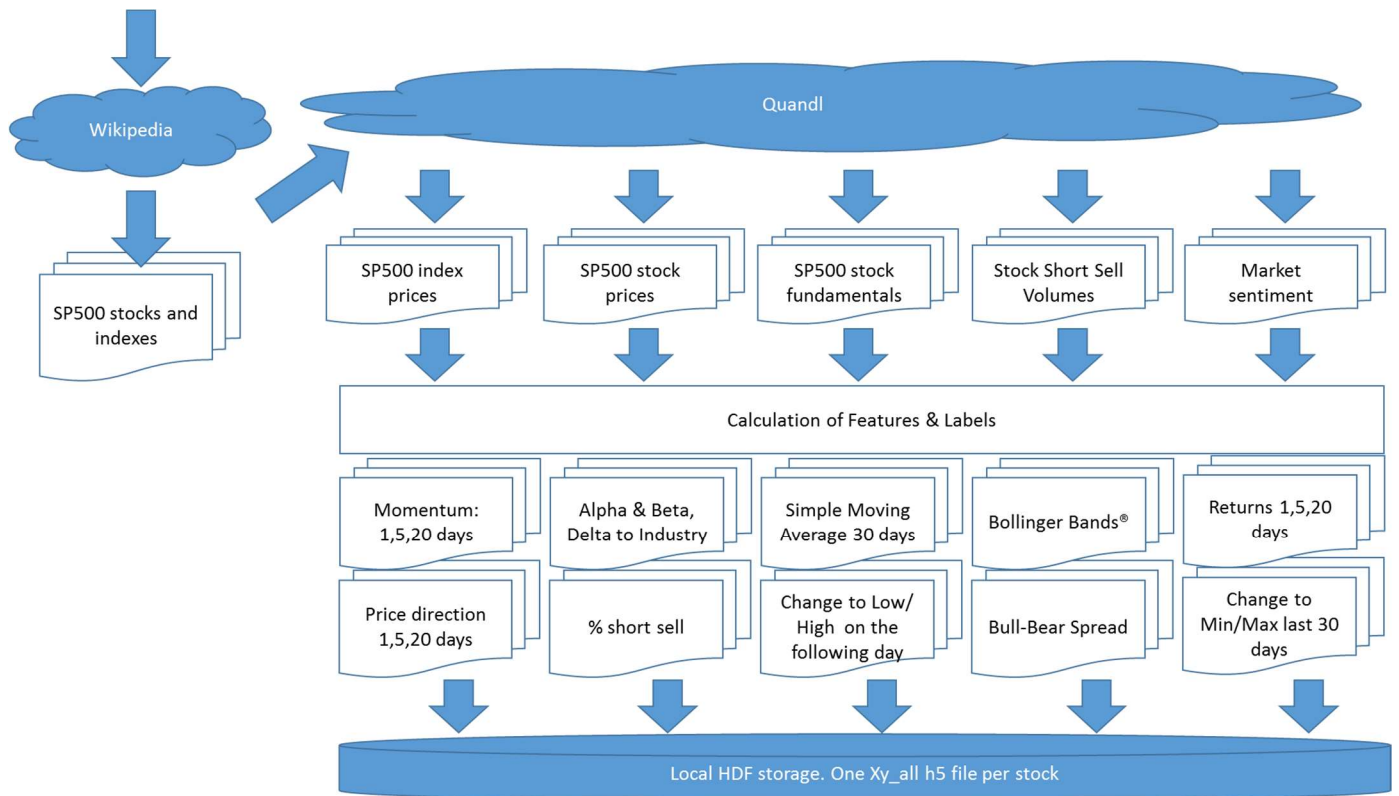 Wikipedia
Quandl
SP500 stocks and
indexes
SP500 index
prices
SP500 stock
prices
SP500 stock
fundamentals
Stock Short Sell
Volumes
Market
sentiment
Calculation of Features & Labels
Momentum:
1,5,20 days
Alpha & Beta,
Delta to Industry
Simple Moving
Average 30 days
Bollinger Bands®
Returns 1,5,20
days
Price direction
1,5,20 days
% short sell
Change to Low/
High on the
following day
Bull-Bear Spread
Change to
Min/Max last 30
days
Local HDF storage. One Xy_all h5 file per stock